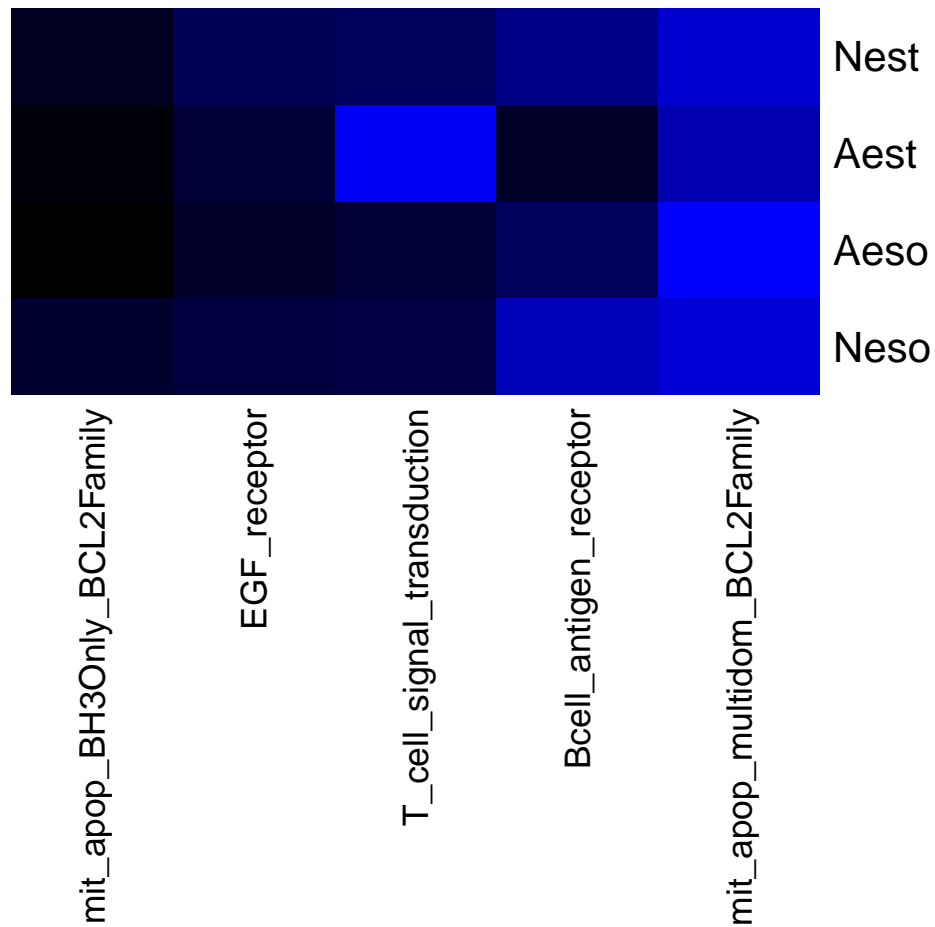 Nest
Aest
Aeso
Neso
mit_apop_BH3Only_BCL2Family
EGF_receptor
T_cell_signal_transduction
Bcell_antigen_receptor
mit_apop_multidom_BCL2Family